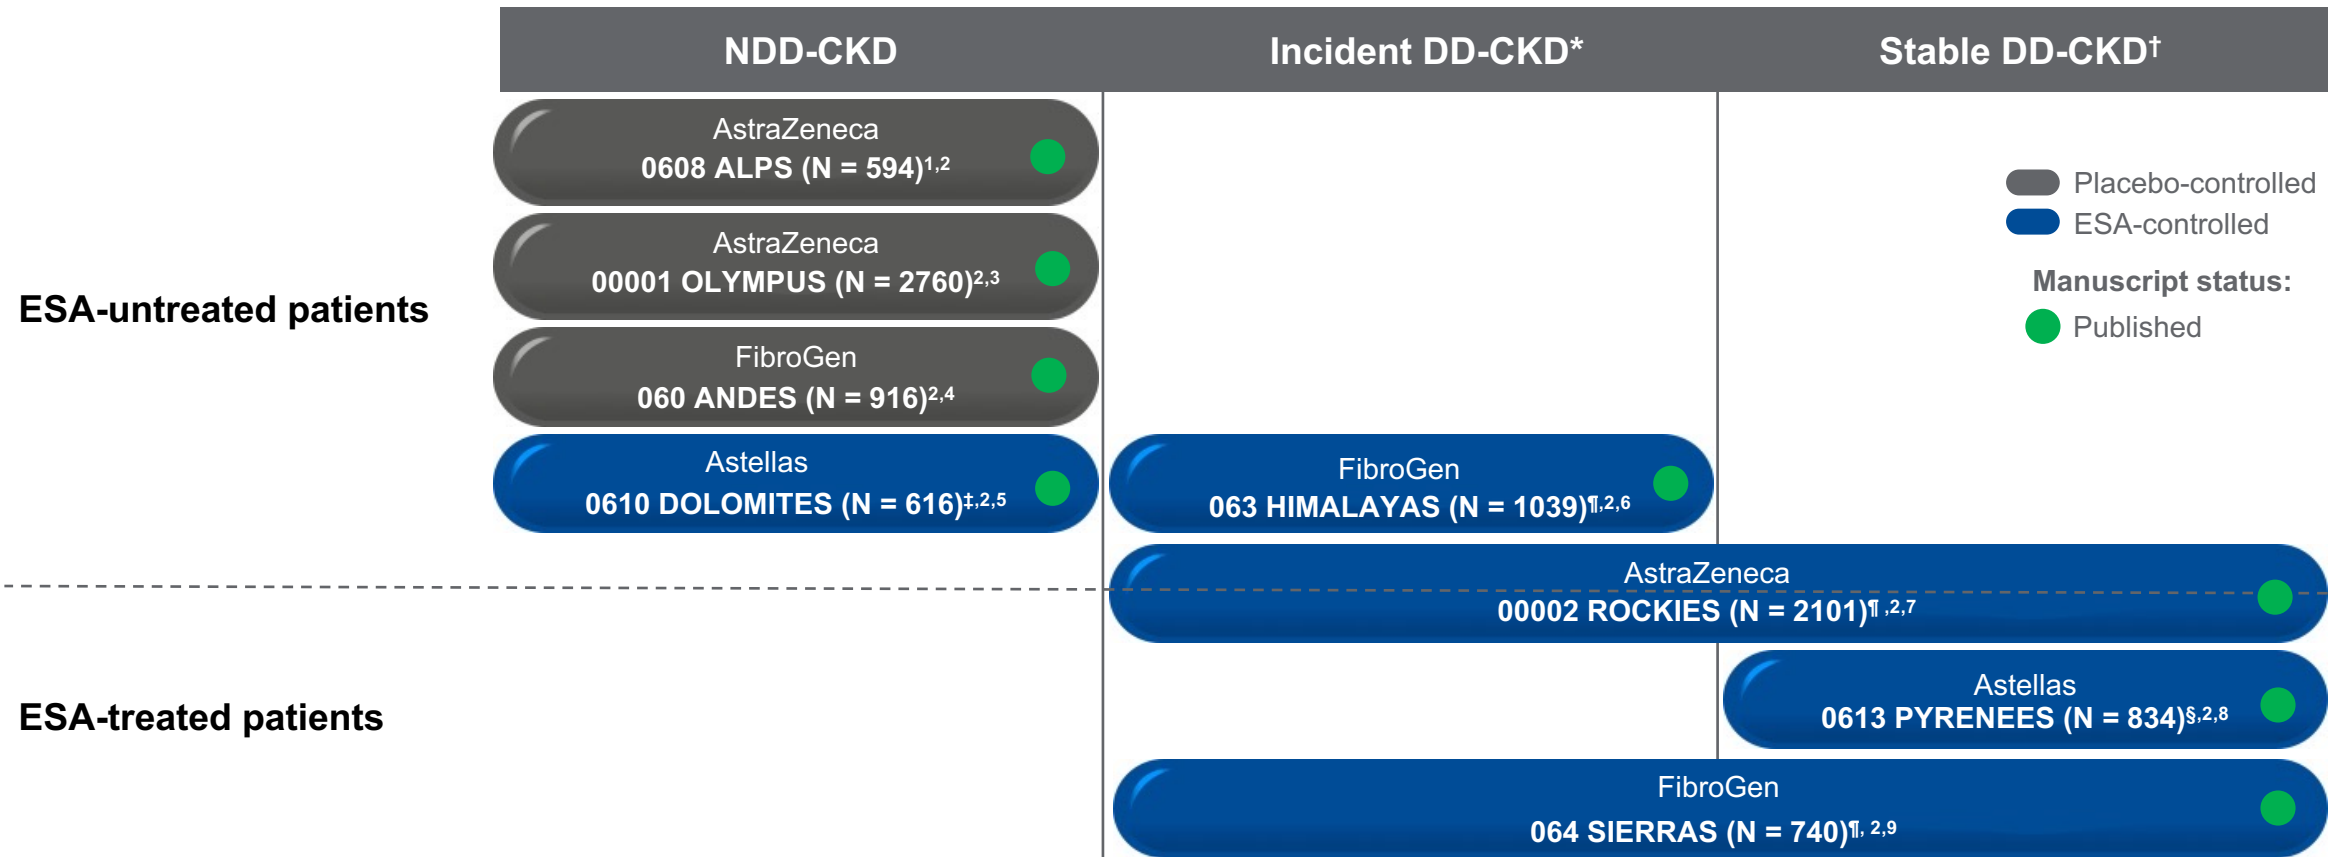 NDD-CKD
Incident DD-CKD*
Stable DD-CKD†
AstraZeneca
0608 ALPS (N = 594)1,2
AstraZeneca
00001 OLYMPUS (N = 2760)2,3
FibroGen
060 ANDES (N = 916)2,4
Astellas
0610 DOLOMITES (N = 616)‡,2,5
FibroGen
063 HIMALAYAS (N = 1039)¶,2,6
Placebo-controlled
ESA-controlled
Manuscript status:
Published
ESA-untreated patients
AstraZeneca
00002 ROCKIES (N = 2101)¶ ,2,7
ESA-treated patients
Astellas
0613 PYRENEES (N = 834)§,2,8
FibroGen
064 SIERRAS (N = 740)¶, 2,9